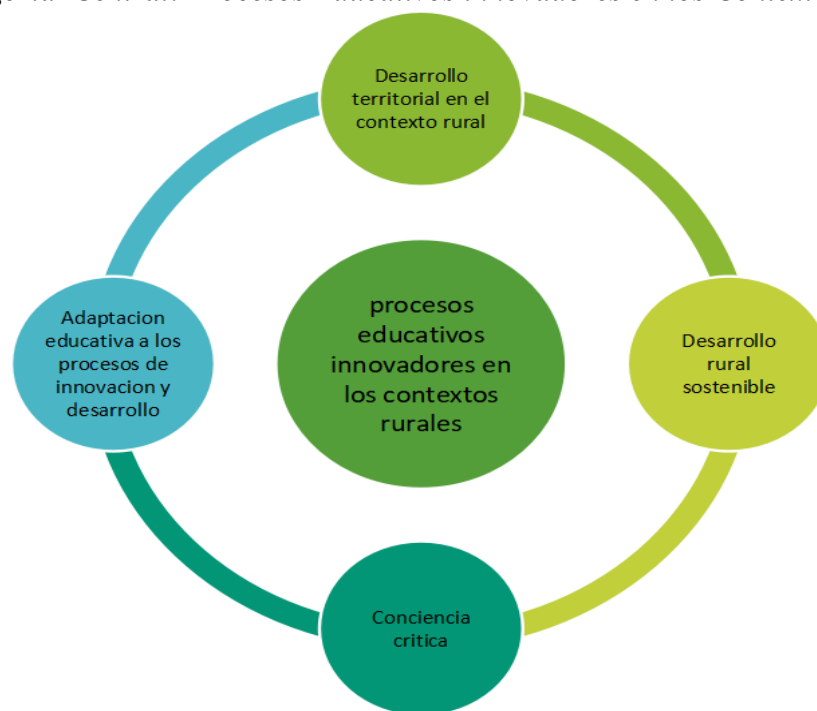 Desarrollo
territorial en el
contexto rural
procesos
educativos
innovadores en
los contextos
rurales
Adaptacion
educativa a los
procesos de
innovacion y
desarrollo
Desarrollo
rural
sostenible
Conciencia
critica